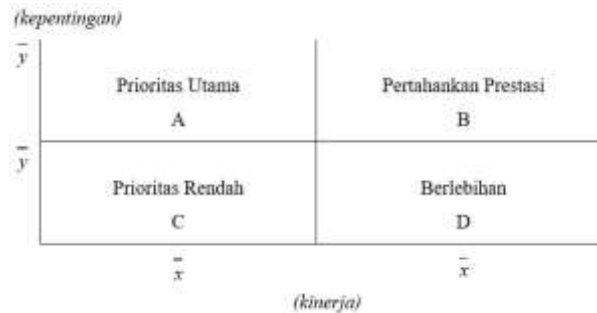 (kepentingan)
y̅
Prioritas Utama
Pertahankan Prestasi
A
B
y̿
Prioritas Rendah
Berlebihan
C
D
x̿
x̅
(kinerja)